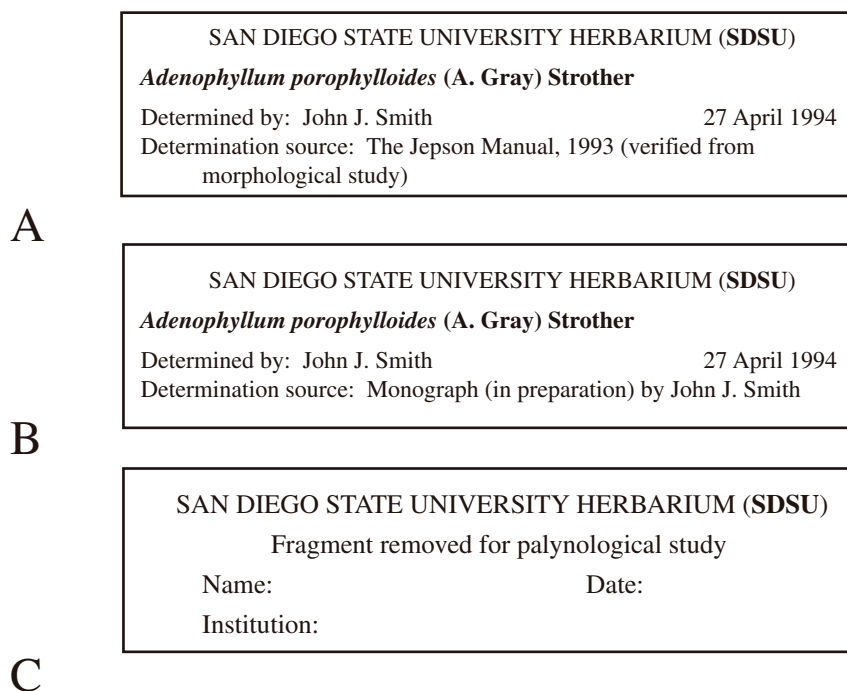 SAN DIEGO STATE UNIVERSITY HERBARIUM (SDSU)
Adenophyllum porophylloides (A. Gray) Strother
Determined by: John J. Smith 27 April 1994
Determination source: The Jepson Manual, 1993 (verified from
morphological study)
A
SAN DIEGO STATE UNIVERSITY HERBARIUM (SDSU)
Adenophyllum porophylloides (A. Gray) Strother
Determined by: John J. Smith 27 April 1994
Determination source: Monograph (in preparation) by John J. Smith
B
SAN DIEGO STATE UNIVERSITY HERBARIUM (SDSU)
Fragment removed for palynological study
Name: Date:
Institution:
C